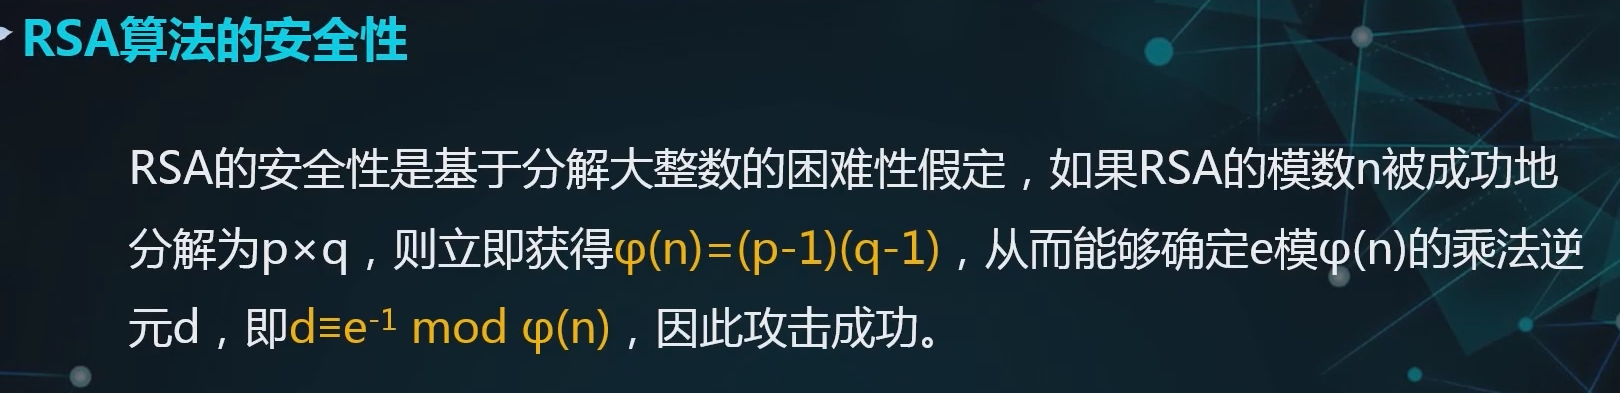 RSA算法的安全性
RSA的安全性是基于分解大整数的困难性假定，如果RSA的模数n被成功地
分解为p×q，则立即获得φ(n)=(p-1)(q-1)，从而能够确定e模φ(n)的乘法逆
元d，即d≡e⁻¹ mod φ(n)，因此攻击成功。